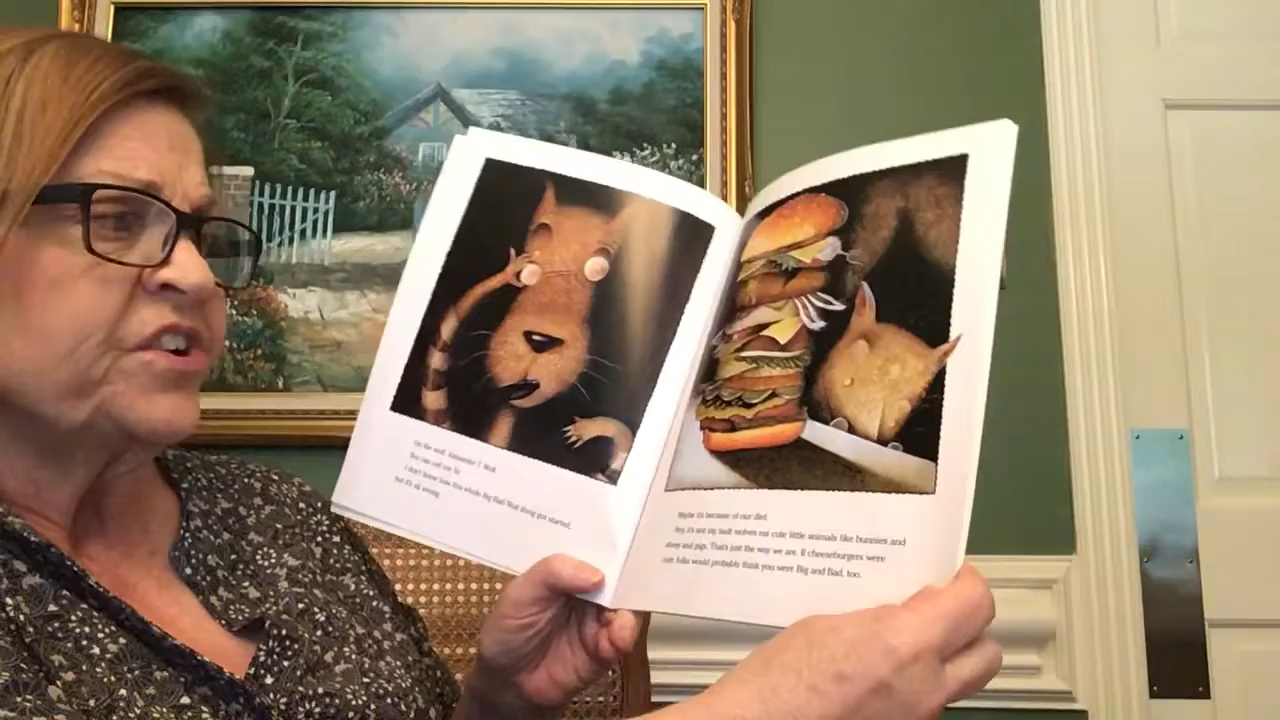 I'm the wolf. Alexander T. Wolf.
You can call me Al.
I don't know how this whole Big Bad Wolf thing got started,
but it's all wrong.
Maybe it's because of our diet.
Hey, it's not my fault wolves eat cute little animals like bunnies and
sheep and pigs. That's just the way we are. If cheeseburgers were
cute, folks would probably think you were Big and Bad, too.